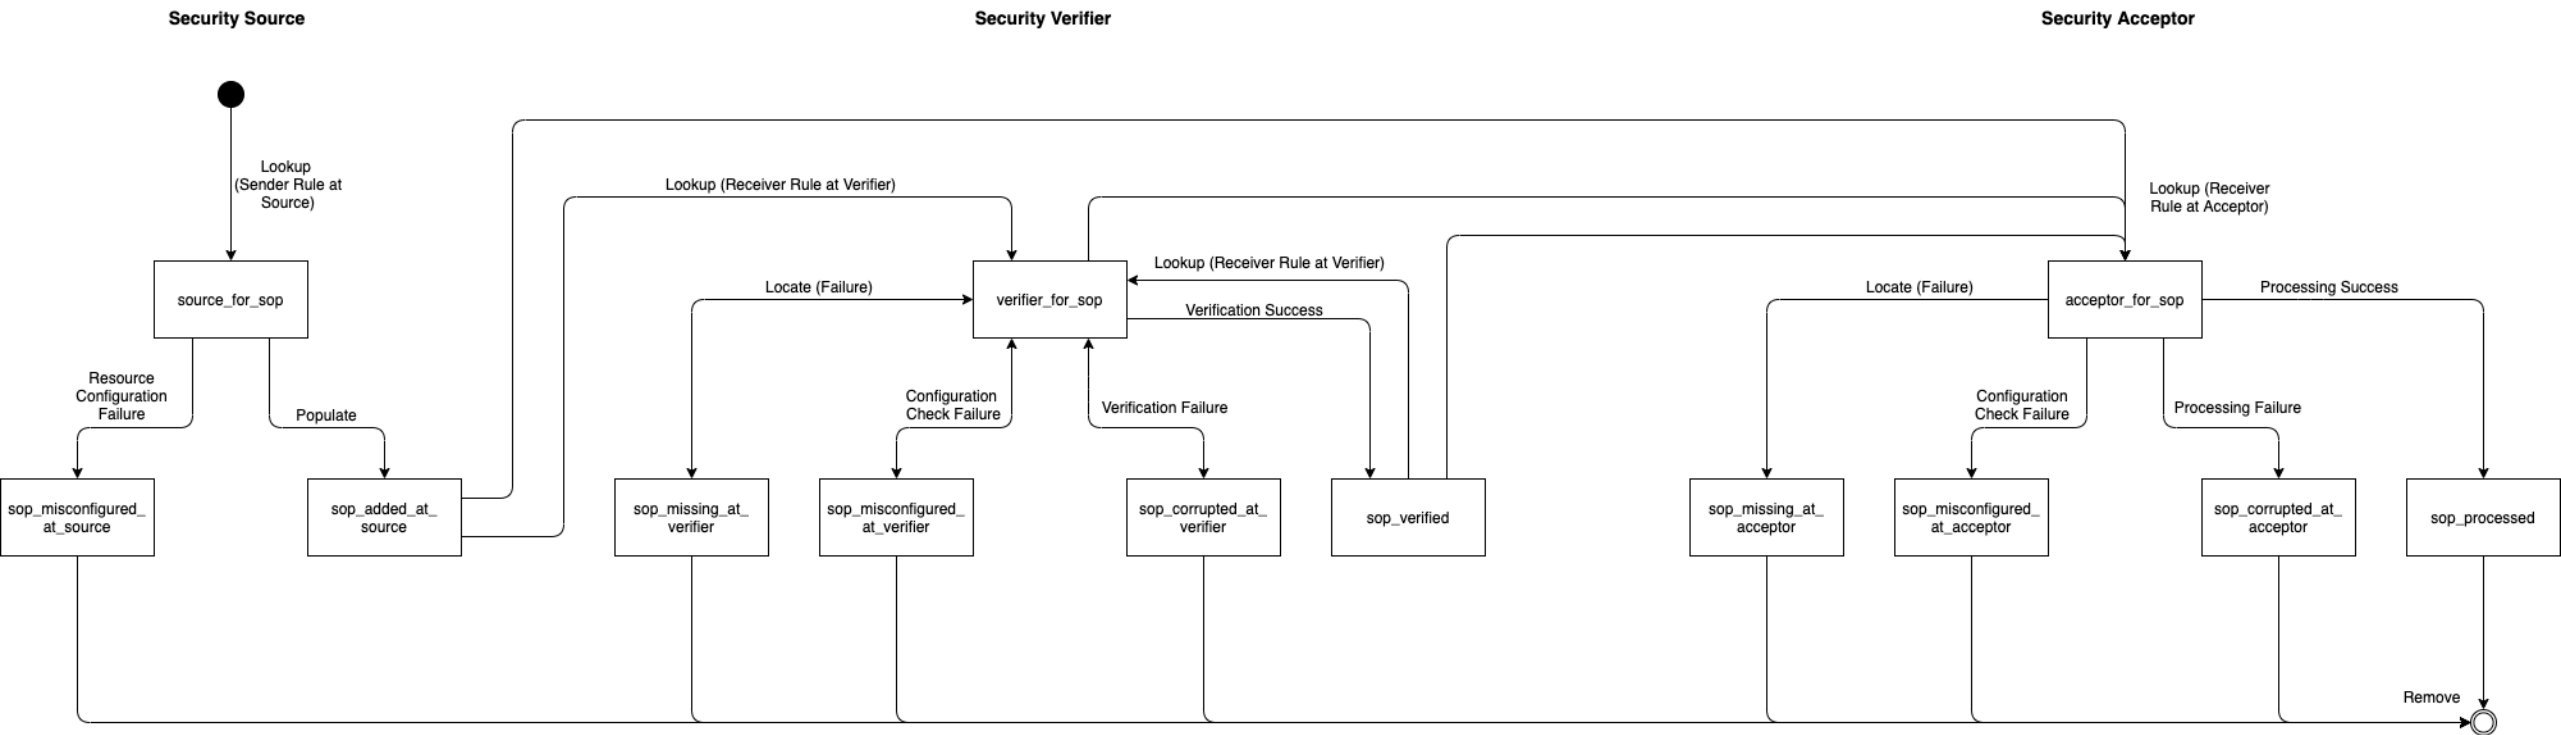 Security Source
Security Verifier
Security Acceptor
Lookup
(Sender Rule at
Source)
Lookup (Receiver Rule at Verifier)
Lookup (Receiver
Rule at Acceptor)
source_for_sop
Locate (Failure)
verifier_for_sop
Lookup (Receiver Rule at Verifier)
Verification Success
Locate (Failure)
acceptor_for_sop
Processing Success
Resource
Configuration
Failure
Populate
Configuration
Check Failure
Verification Failure
Configuration
Check Failure
Processing Failure
sop_misconfigured_
at_source
sop_added_at_
source
sop_missing_at_
verifier
sop_misconfigured_
at_verifier
sop_corrupted_at_
verifier
sop_verified
sop_missing_at_
acceptor
sop_misconfigured_
at_acceptor
sop_corrupted_at_
acceptor
sop_processed
Remove